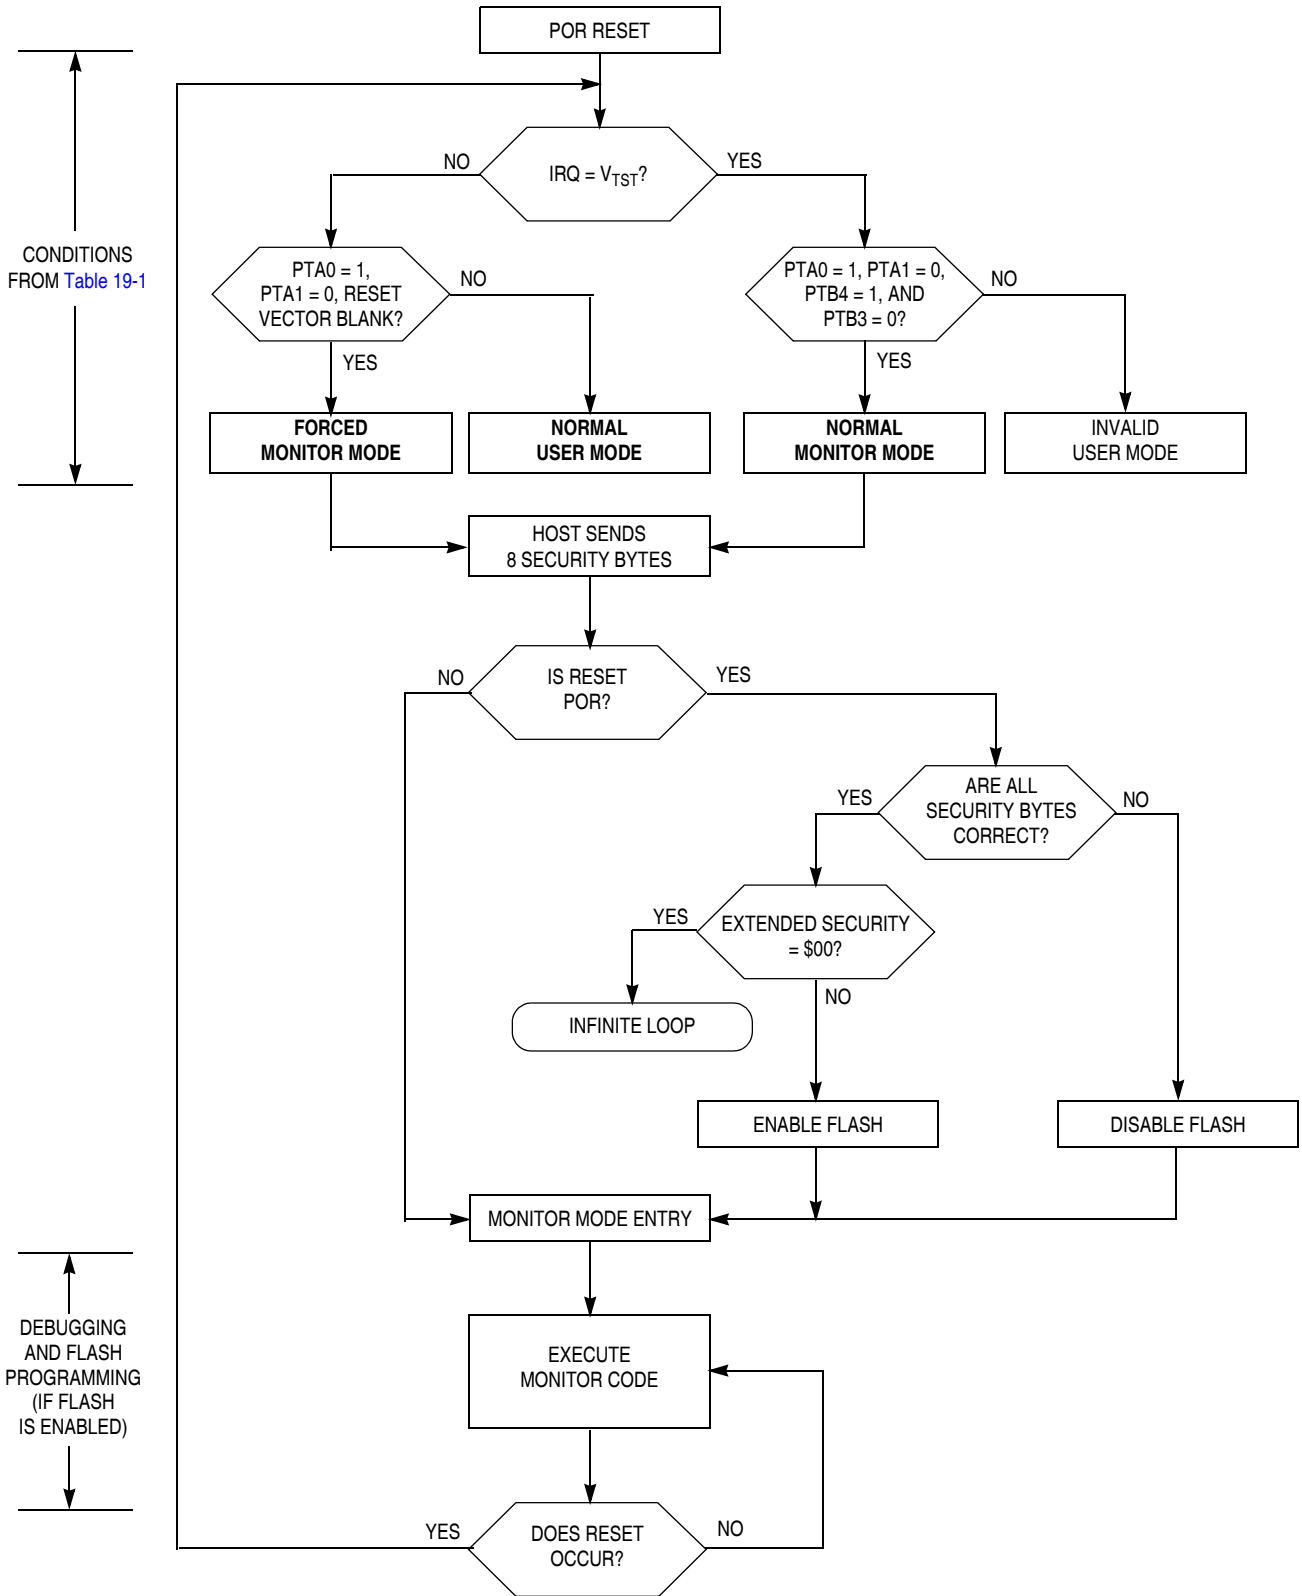 POR RESET
NO
YES
IRQ = VTST?
CONDITIONS
FROM Table 19-1
PTA0 = 1,
PTA1 = 0, RESET
VECTOR BLANK?
NO
YES
PTA0 = 1, PTA1 = 0,
PTB4 = 1, AND
PTB3 = 0?
NO
YES
FORCED
MONITOR MODE
NORMAL
USER MODE
NORMAL
MONITOR MODE
INVALID
USER MODE
HOST SENDS
8 SECURITY BYTES
NO
IS RESET
POR?
YES
YES
ARE ALL
SECURITY BYTES
CORRECT?
NO
YES
EXTENDED SECURITY
= $00?
NO
INFINITE LOOP
ENABLE FLASH
DISABLE FLASH
MONITOR MODE ENTRY
DEBUGGING
AND FLASH
PROGRAMMING
(IF FLASH
IS ENABLED)
EXECUTE
MONITOR CODE
YES
DOES RESET
OCCUR?
NO